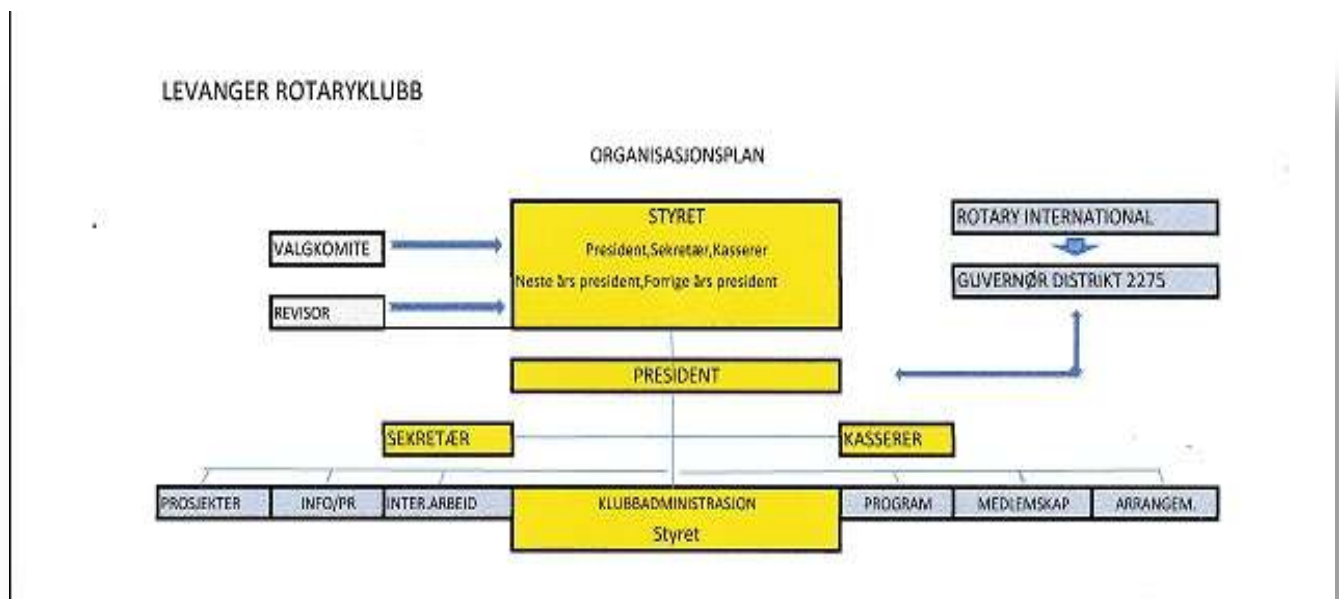 LEVANGER ROTARYKLUBB
ORGANISASJONSPLAN
STYRET
President,Sekretær,Kasserer
Neste års president,Forrige års president
VALGKOMITE
REVISOR
ROTARY INTERNATIONAL
GUVERNØR DISTRIKT 2275
PRESIDENT
SEKRETÆR
KASSERER
PROSJEKTER
INFO/PR
INTER.ARBEID
KLUBBADMINISTRASJON
Styret
PROGRAM
MEDLEMSKAP
ARRANGEM.